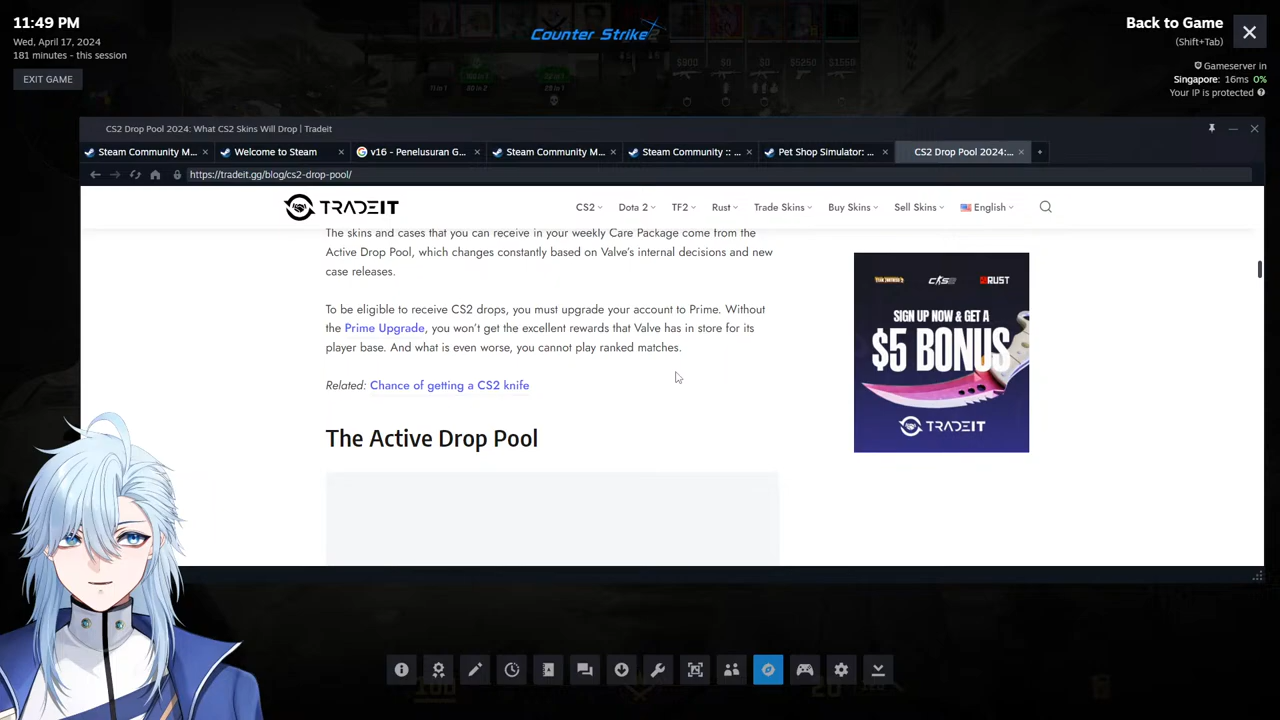 11:49 PM
Wed, April 17, 2024
181 minutes - this session
EXIT GAME
Counter Strike
Back to Game
(Shift+Tab)
Gameserver in
Singapore: 16ms 0%
Your IP is protected
$900 $0 $0 $5250 $1550
CS2 Drop Pool 2024: What CS2 Skins Will Drop | Tradeit
Steam Community M... × Welcome to Steam × v16 - Penelusuran G... × Steam Community M... × Steam Community :: ... × Pet Shop Simulator: ... × CS2 Drop Pool 2024:... ×
https://tradeit.gg/blog/cs2-drop-pool/
TRADEIT CS2 Dota 2 TF2 Rust Trade Skins Buy Skins Sell Skins English
The skins and cases that you can receive in your weekly Care Package come from the
Active Drop Pool, which changes constantly based on Valve's internal decisions and new
case releases.
To be eligible to receive CS2 drops, you must upgrade your account to Prime. Without
the Prime Upgrade, you won't get the excellent rewards that Valve has in store for its
player base. And what is even worse, you cannot play ranked matches.
Related: Chance of getting a CS2 knife
The Active Drop Pool
CS2 RUST
SIGN UP NOW & GET A
$5 BONUS
TRADEIT